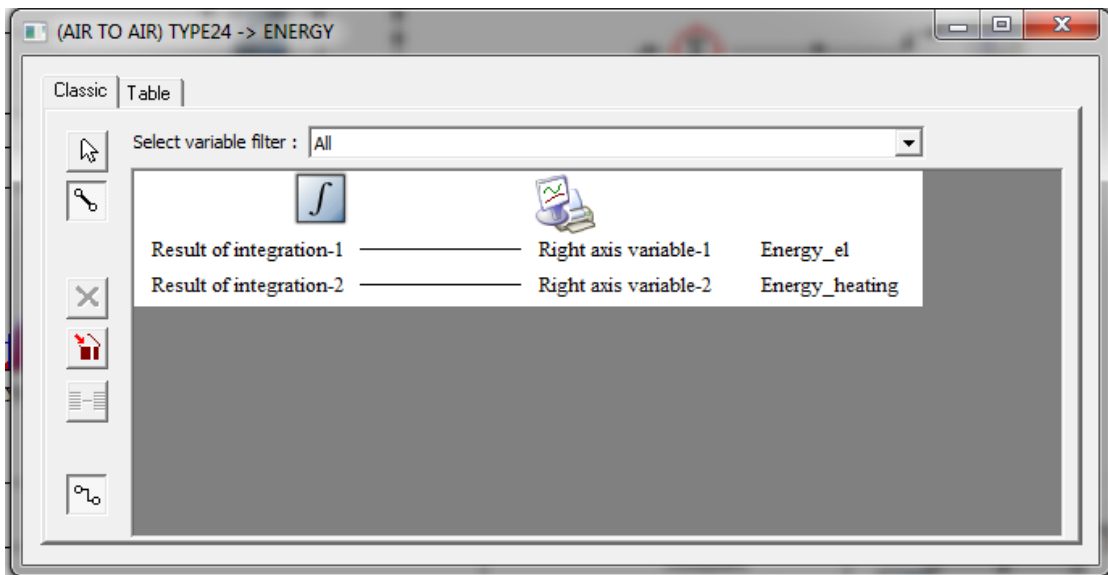 (AIR TO AIR) TYPE24 -> ENERGY
Classic Table
Select variable filter : All
Result of integration-1 Right axis variable-1 Energy_el
Result of integration-2 Right axis variable-2 Energy_heating